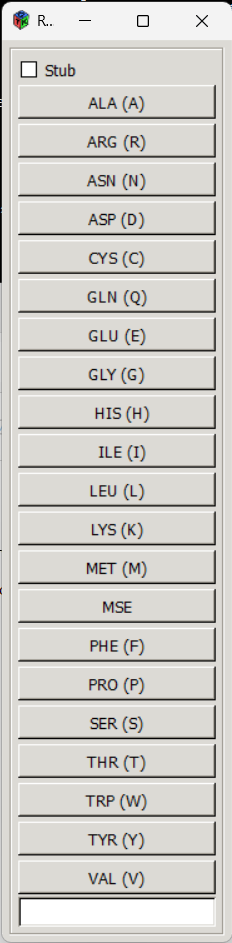 R..
Stub
ALA (A)
ARG (R)
ASN (N)
ASP (D)
CYS (C)
GLN (Q)
GLU (E)
GLY (G)
HIS (H)
ILE (I)
LEU (L)
LYS (K)
MET (M)
MSE
PHE (F)
PRO (P)
SER (S)
THR (T)
TRP (W)
TYR (Y)
VAL (V)